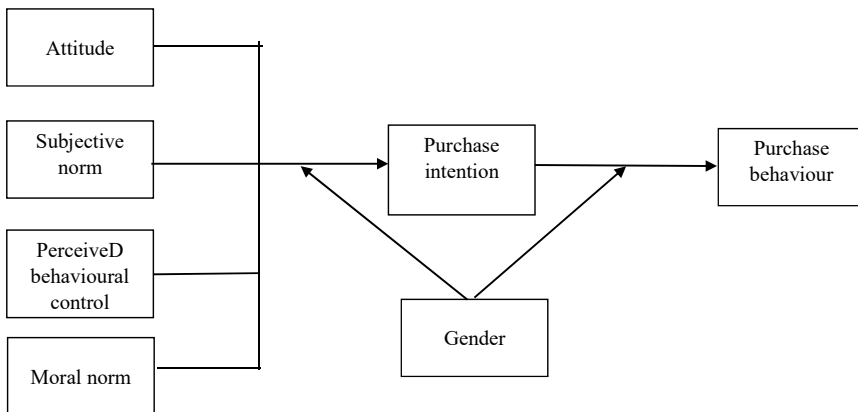 Attitude
Subjective
norm
PerceiveD
behavioural
control
Moral norm
Purchase
intention
Gender
Purchase
behaviour